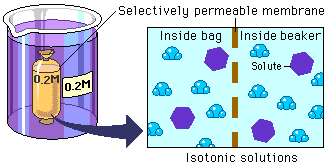 Selectively permeable membrane
Inside bag
Inside beaker
0.2M
0.2M
Solute
Isotonic solutions